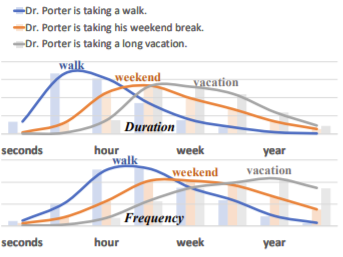 Dr. Porter is taking a walk.
Dr. Porter is taking his weekend break.
Dr. Porter is taking a long vacation.
walk
weekend
vacation
Duration
seconds hour week year
walk
weekend
vacation
Frequency
seconds hour week year